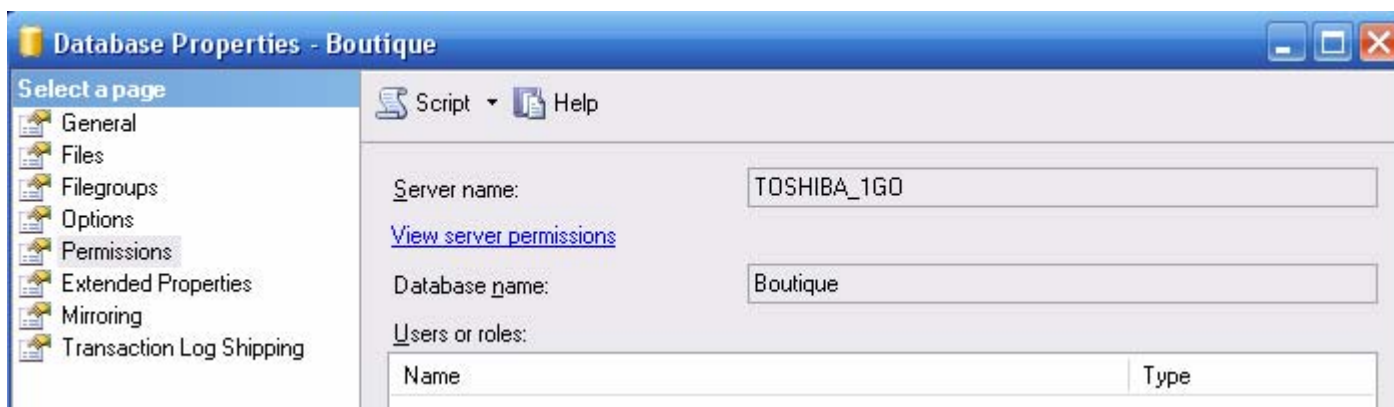 Database Properties - Boutique
Select a page
General
Files
Filegroups
Options
Permissions
Extended Properties
Mirroring
Transaction Log Shipping
Script Help
Server name: TOSHIBA_1GO
View server permissions
Database name: Boutique
Users or roles:
Name Type